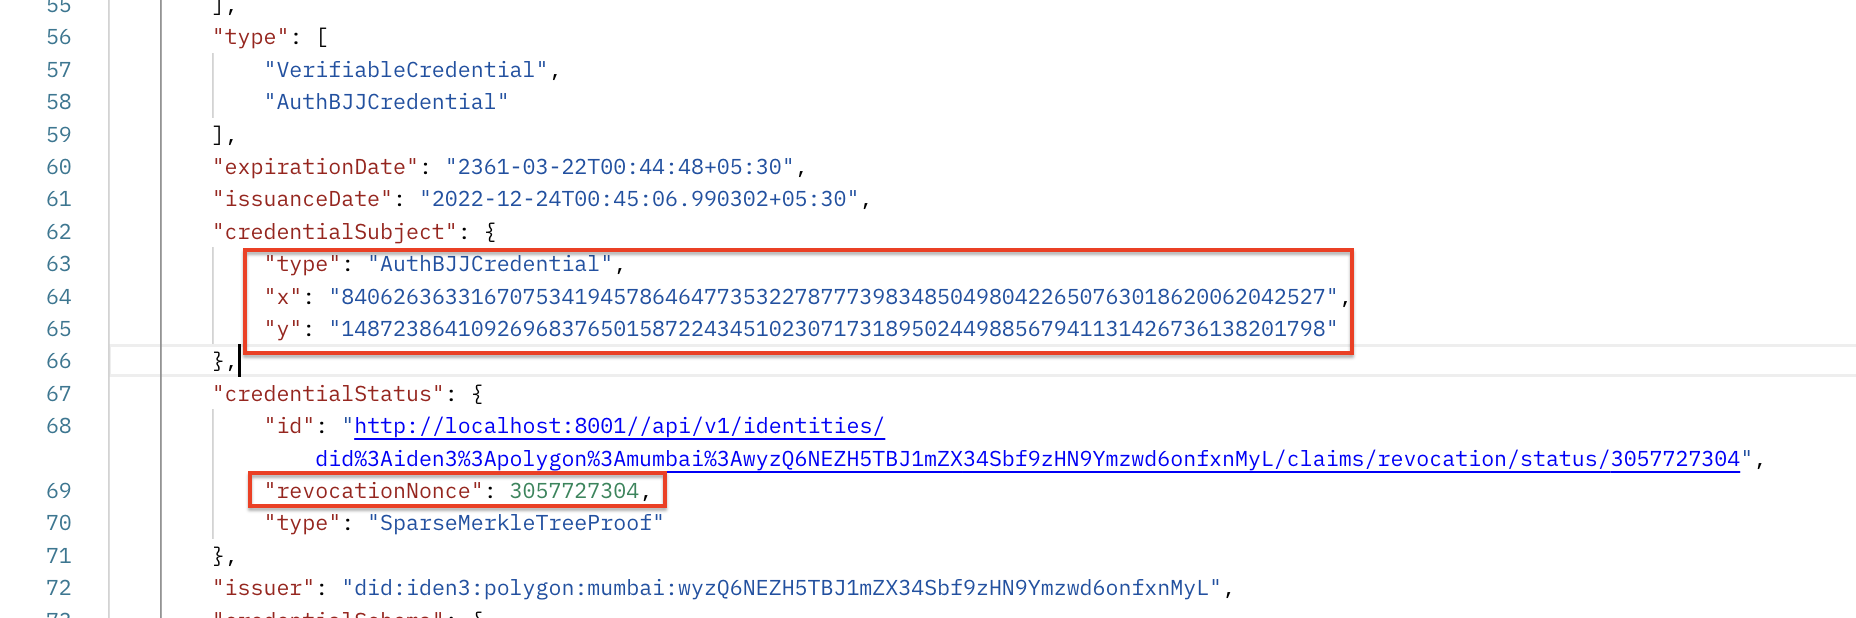 55 ],
56 "type": [
57 "VerifiableCredential",
58 "AuthBJJCredential"
59 ],
60 "expirationDate": "2361-03-22T00:44:48+05:30",
61 "issuanceDate": "2022-12-24T00:45:06.990302+05:30",
62 "credentialSubject": {
63 "type": "AuthBJJCredential",
64 "x": "8406263633167075341945786464773532278777398348504980422650763018620062042527",
65 "y": "14872386410926968376501587224345102307173189502449885679411314267361382017​98"
66 },
67 "credentialStatus": {
68 "id": "http://localhost:8001//api/v1/identities/
did%3Aiden3%3Apolygon%3Amumbai%3AwyzQ6NEZH5TBJ1mZX34Sbf9zHN9Ymzwd6onfxnMyL/claims/revocation/status/3057727304",
69 "revocationNonce": 3057727304,
70 "type": "SparseMerkleTreeProof"
71 },
72 "issuer": "did:iden3:polygon:mumbai:wyzQ6NEZH5TBJ1mZX34Sbf9zHN9Ymzwd6onfxnMyL",
73 "credentialSchema": {